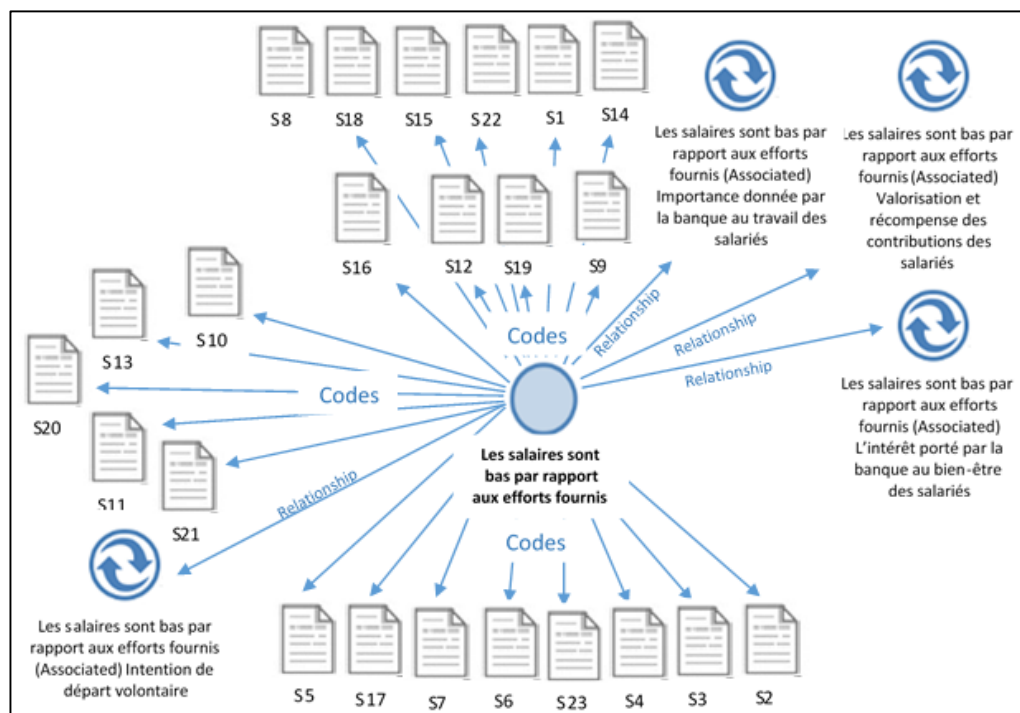 S8
S18
S15
S22
S1
S14
Les salaires sont bas par
rapport aux efforts
fournis (Associated)
Importance donnée par
la banque au travail des
salariés
Les salaires sont bas par
rapport aux efforts
fournis (Associated)
Valorisation et
récompense des
contributions des
salariés
S16
S12
S19
S9
S10
S13
S20
S11
S21
Codes
Codes
Relationship
Relationship
Relationship
Les salaires sont bas par
rapport aux efforts
fournis (Associated)
L'intérêt porté par la
banque au bien-être
des salariés
Les salaires sont
bas par rapport
aux efforts fournis
Relationship
Codes
Les salaires sont bas par
rapport aux efforts fournis
(Associated) Intention de
départ volontaire
S5
S17
S7
S6
S23
S4
S3
S2